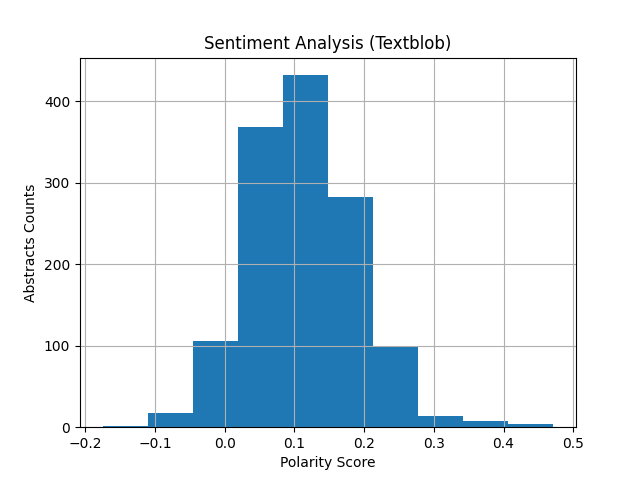 Sentiment Analysis (Textblob)
400
300
200
100
0
Abstracts Counts
−0.2 −0.1 0.0 0.1 0.2 0.3 0.4 0.5
Polarity Score